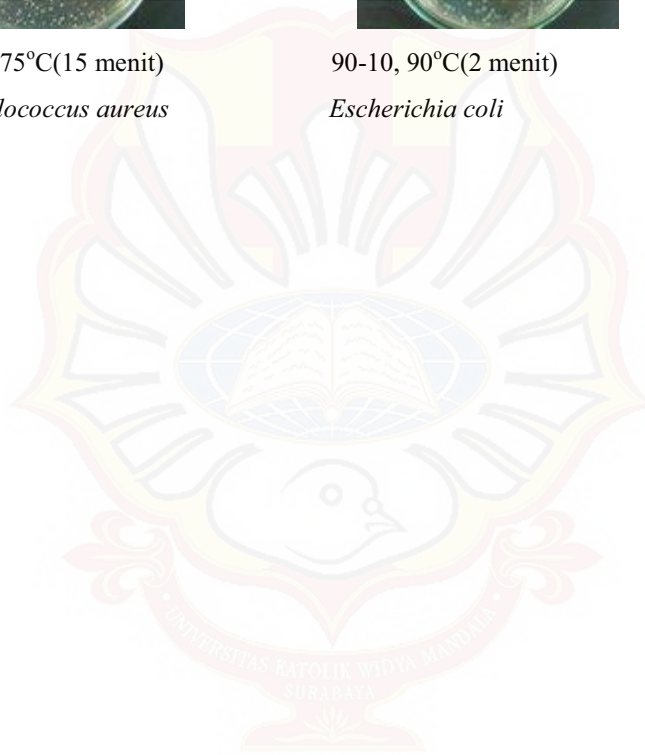 75°C(15 menit)
90-10, 90°C(2 menit)
lococcus aureus
Escherichia coli
UNIVERSITAS KATOLIK WIDYA MANDALA
SURABAYA